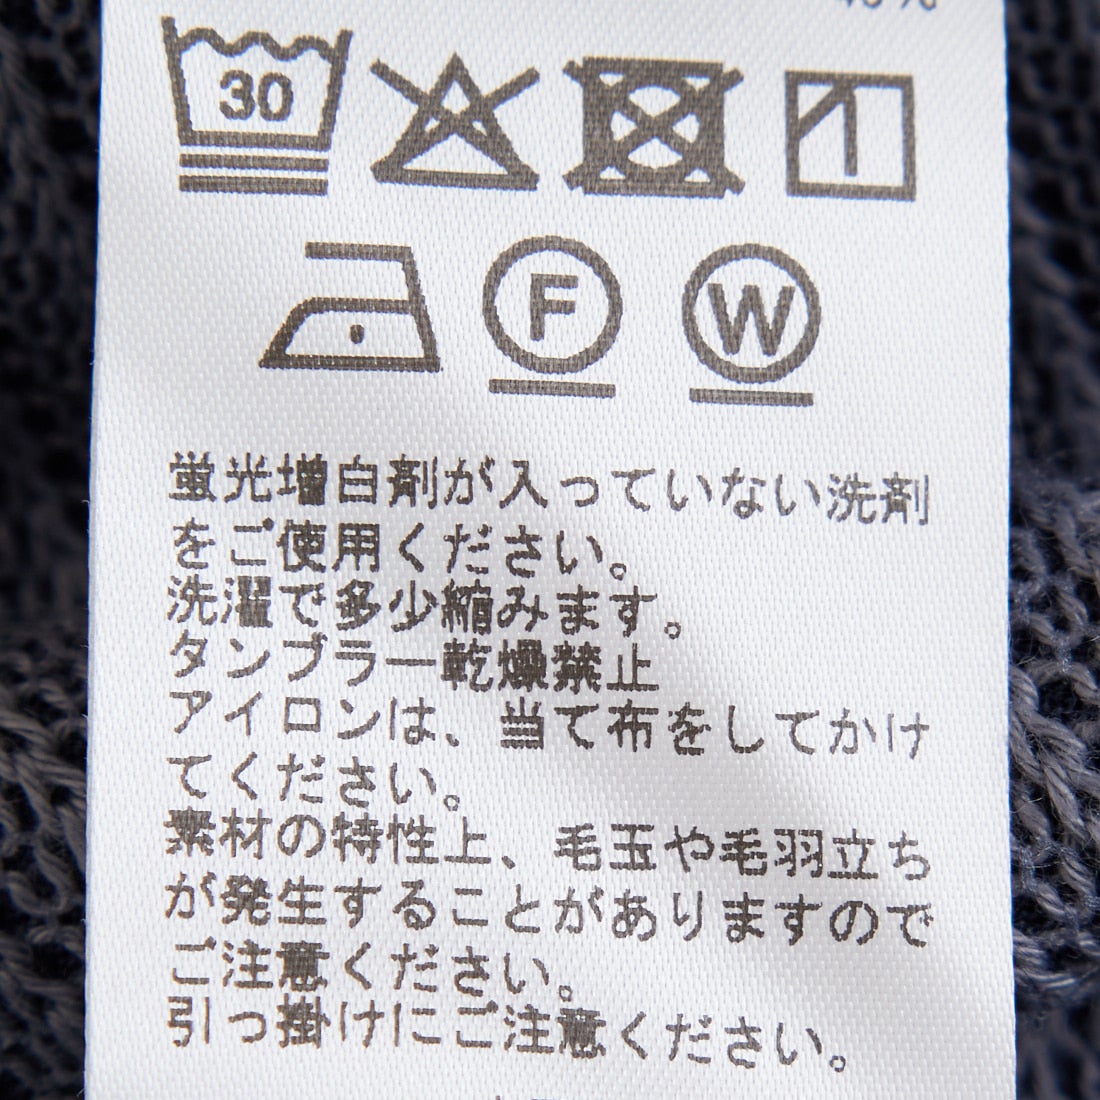 30
F W
蛍光増白剤が入っていない洗剤
をご使用ください。
洗濯で多少縮みます。
タンブラー乾燥禁止
アイロンは、当て布をしてかけ
てください。
素材の特性上、毛玉や毛羽立ち
が発生することがありますので
ご注意ください。
引っ掛けにご注意ください。